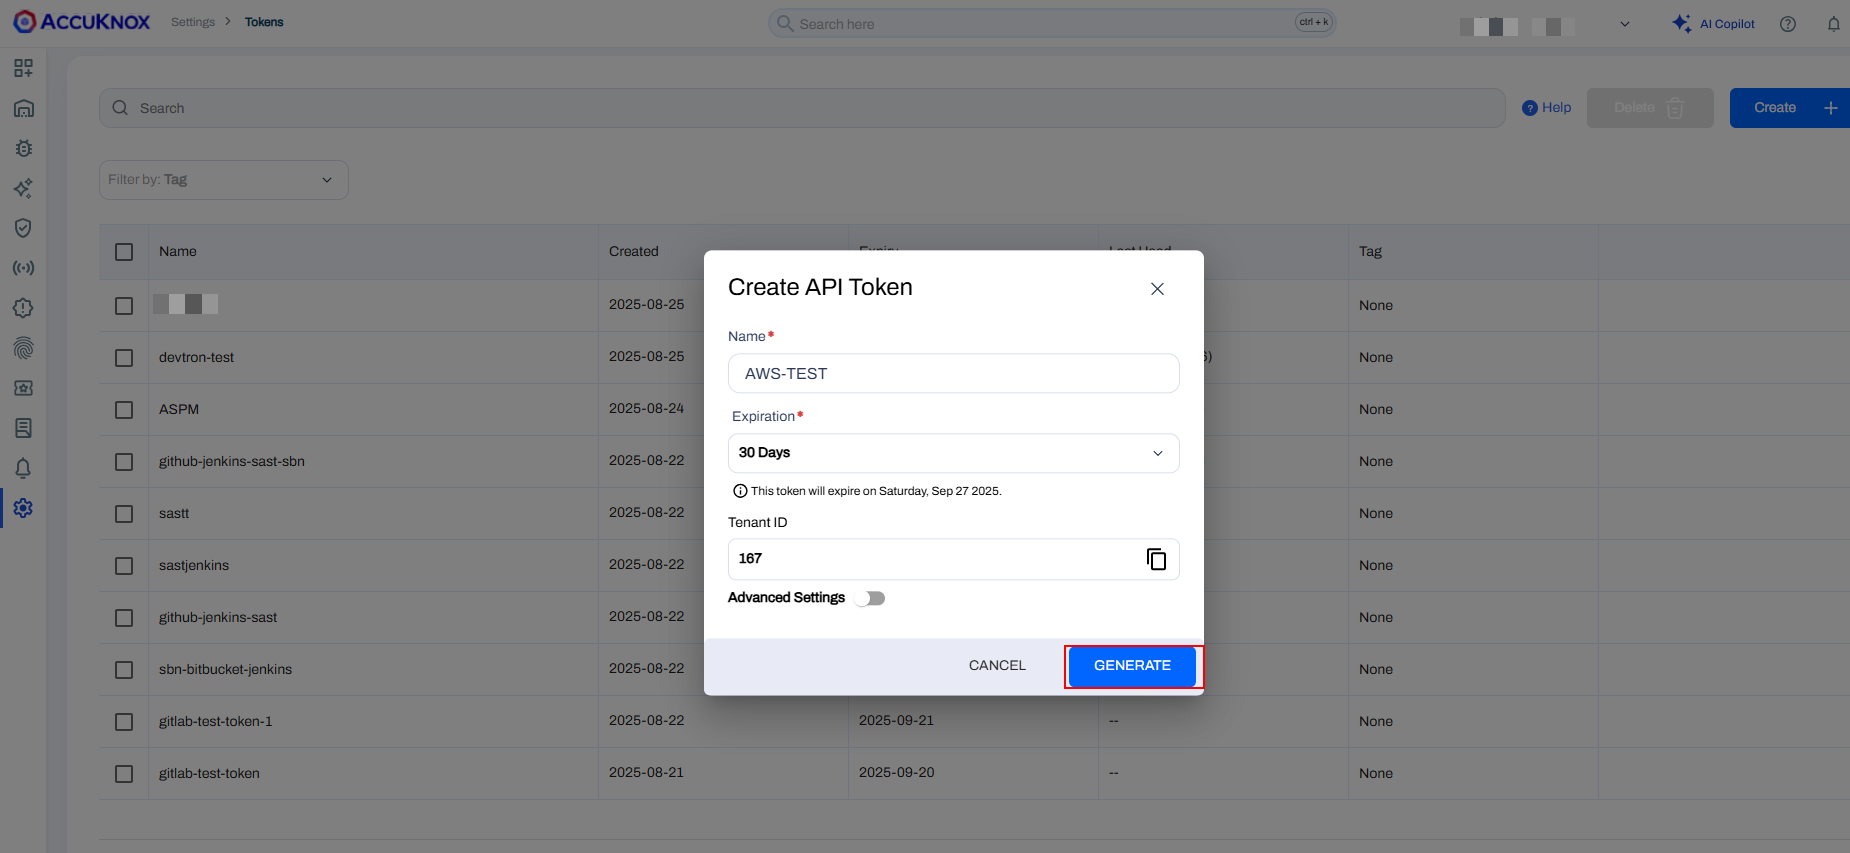 ACCUKNOX
Settings > Tokens
Search here
ctrl + k
AI Copilot
Search
Help
Delete
Create +
Filter by: Tag
Name Created Expiry Last Used Tag
2025-08-25 None
devtron-test 2025-08-25 None
ASPM 2025-08-24 None
github-jenkins-sast-sbn 2025-08-22 None
sastt 2025-08-22 None
sastjenkins 2025-08-22 None
github-jenkins-sast 2025-08-22 None
sbn-bitbucket-jenkins 2025-08-22 None
gitlab-test-token-1 2025-08-22 2025-09-21 -- None
gitlab-test-token 2025-08-21 2025-09-20 -- None
Create API Token
Name*
AWS-TEST
Expiration*
30 Days
This token will expire on Saturday, Sep 27 2025.
Tenant ID
167
Advanced Settings
CANCEL
GENERATE